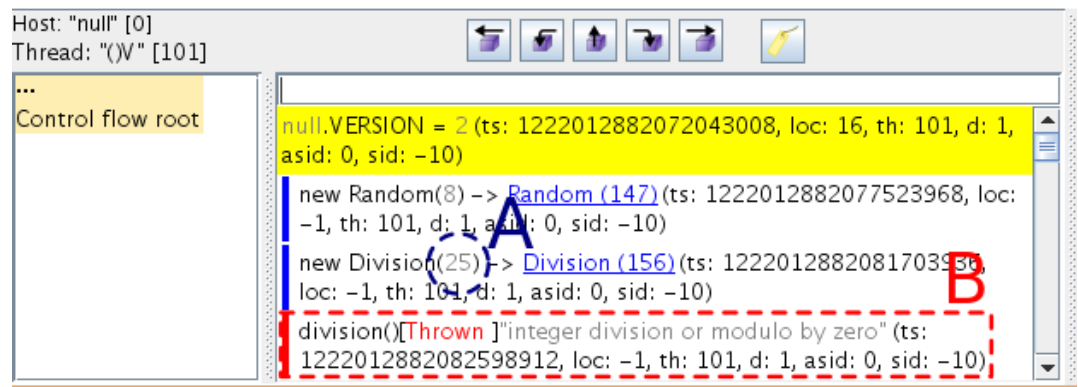 Host: "null" [0]
Thread: "()V" [101]
...
Control flow root
null.VERSION = 2 (ts: 1222012882072043008, loc: 16, th: 101, d: 1,
asid: 0, sid: −10)
new Random(8) −> Random (147) (ts: 1222012882077523968, loc:
−1, th: 101, d: 1, asid: 0, sid: −10)
A
new Division(25) −> Division (156) (ts: 1222012882081703936,
loc: −1, th: 101, d: 1, asid: 0, sid: −10)
B
division()[Thrown ]"integer division or modulo by zero" (ts:
1222012882082598912, loc: −1, th: 101, d: 1, asid: 0, sid: −10)